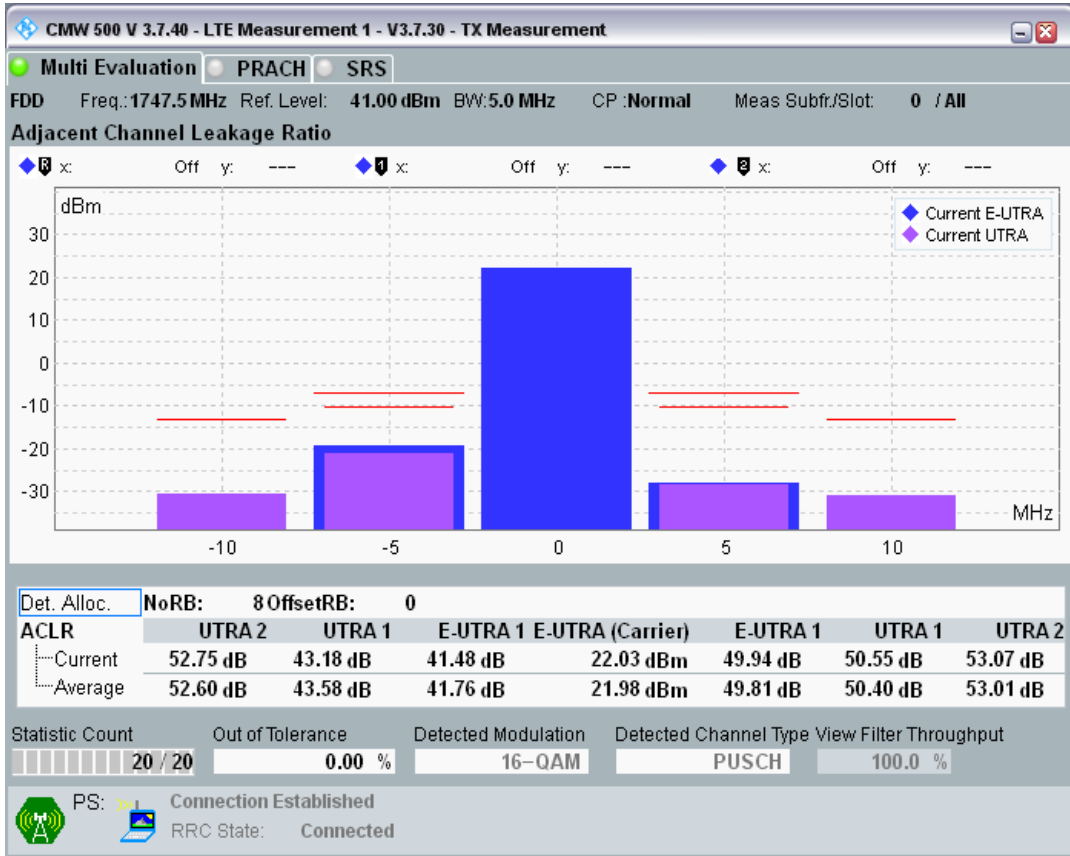 CMW 500 V 3.7.40 - LTE Measurement 1 - V3.7.30 - TX Measurement
Multi Evaluation PRACH SRS
FDD Freq.:1747.5 MHz Ref. Level: 41.00 dBm BW:5.0 MHz CP :Normal Meas Subfr./Slot: 0 / All
Adjacent Channel Leakage Ratio
R x: Off y: --- 1 x: Off y: --- 2 x: Off y: ---
dBm
Current E-UTRA
Current UTRA
30
20
10
0
-10
-20
-30
MHz
-10 -5 0 5 10
Det. Alloc. NoRB: 8 OffsetRB: 0
ACLR UTRA 2 UTRA 1 E-UTRA 1 E-UTRA (Carrier) E-UTRA 1 UTRA 1 UTRA 2
Current 52.75 dB 43.18 dB 41.48 dB 22.03 dBm 49.94 dB 50.55 dB 53.07 dB
Average 52.60 dB 43.58 dB 41.76 dB 21.98 dBm 49.81 dB 50.40 dB 53.01 dB
Statistic Count Out of Tolerance Detected Modulation Detected Channel Type View Filter Throughput
20 / 20 0.00 % 16-QAM PUSCH 100.0 %
PS: Connection Established
RRC State: Connected